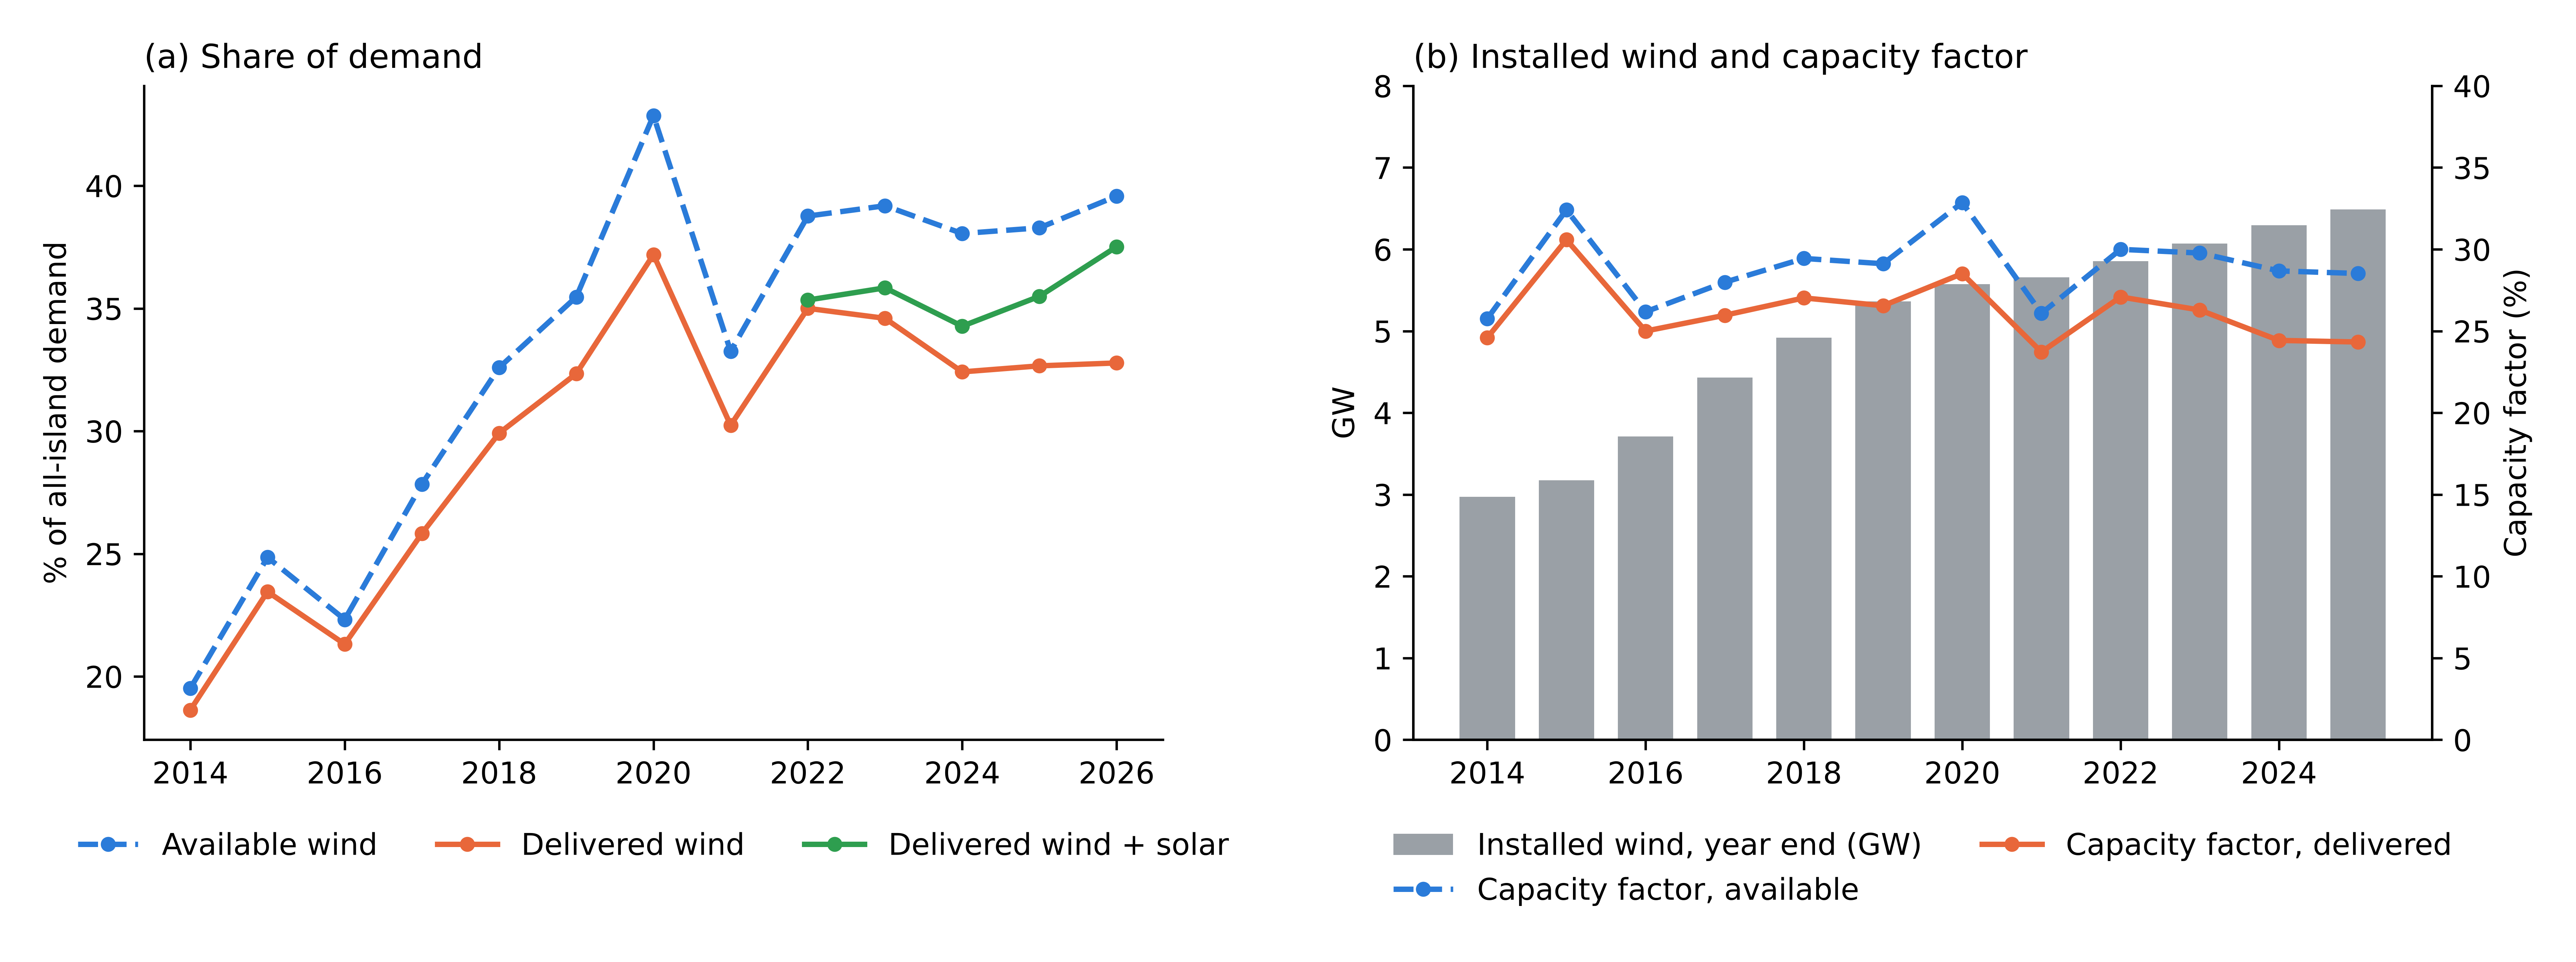 (a) Share of demand
% of all-island demand
40
35
30
25
20
2014 2016 2018 2020 2022 2024 2026
Available wind Delivered wind Delivered wind + solar
(b) Installed wind and capacity factor
GW
8
7
6
5
4
3
2
1
0
40
35
30
25
20
15
10
5
0
Capacity factor (%)
2014 2016 2018 2020 2022 2024
Installed wind, year end (GW) Capacity factor, delivered
Capacity factor, available